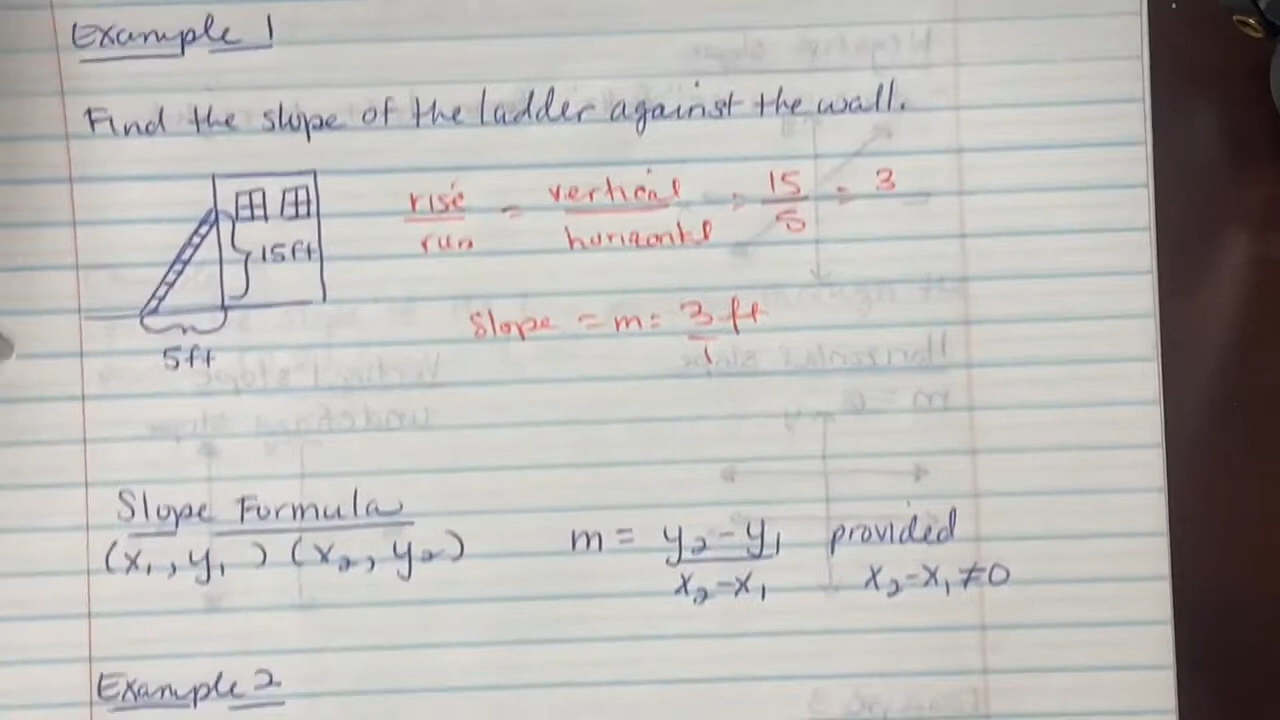 Example 1
Find the slope of the ladder against the wall.
rise/run = vertical/horizontal = 15/5 = 3
15ft
5ft
Slope = m = 3/1 ft
Slope Formula
(x₁, y₁) (x₂, y₂)
m = y₂-y₁/x₂-x₁ provided
x₂-x₁≠0
Example 2